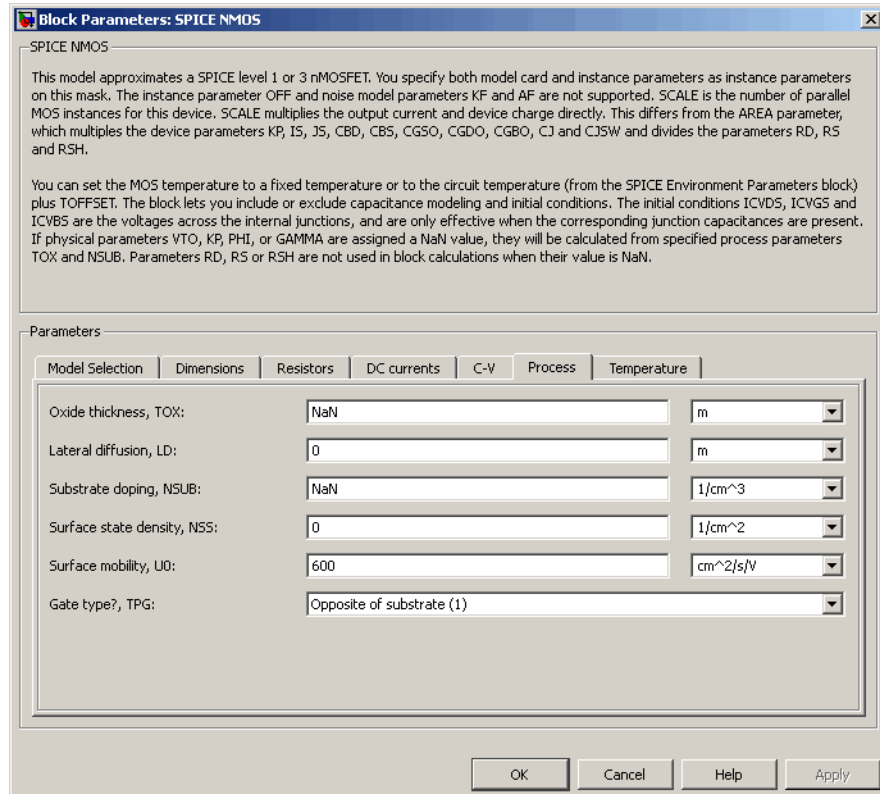 Block Parameters: SPICE NMOS
SPICE NMOS
This model approximates a SPICE level 1 or 3 nMOSFET. You specify both model card and instance parameters as instance parameters
on this mask. The instance parameter OFF and noise model parameters KF and AF are not supported. SCALE is the number of parallel
MOS instances for this device. SCALE multiplies the output current and device charge directly. This differs from the AREA parameter,
which multiplies the device parameters KP, IS, JS, CBD, CBS, CGSO, CGDO, CGBO, CJ and CJSW and divides the parameters RD, RS
and RSH.
You can set the MOS temperature to a fixed temperature or to the circuit temperature (from the SPICE Environment Parameters block)
plus TOFFSET. The block lets you include or exclude capacitance modeling and initial conditions. The initial conditions ICVDS, ICVGS and
ICVBS are the voltages across the internal junctions, and are only effective when the corresponding junction capacitances are present.
If physical parameters VTO, KP, PHI, or GAMMA are assigned a NaN value, they will be calculated from specified process parameters
TOX and NSUB. Parameters RD, RS or RSH are not used in block calculations when their value is NaN.
Parameters
Model Selection Dimensions Resistors DC currents C-V Process Temperature
Oxide thickness, TOX: NaN m
Lateral diffusion, LD: 0 m
Substrate doping, NSUB: NaN 1/cm^3
Surface state density, NSS: 0 1/cm^2
Surface mobility, U0: 600 cm^2/s/V
Gate type?, TPG: Opposite of substrate (1)
OK Cancel Help Apply